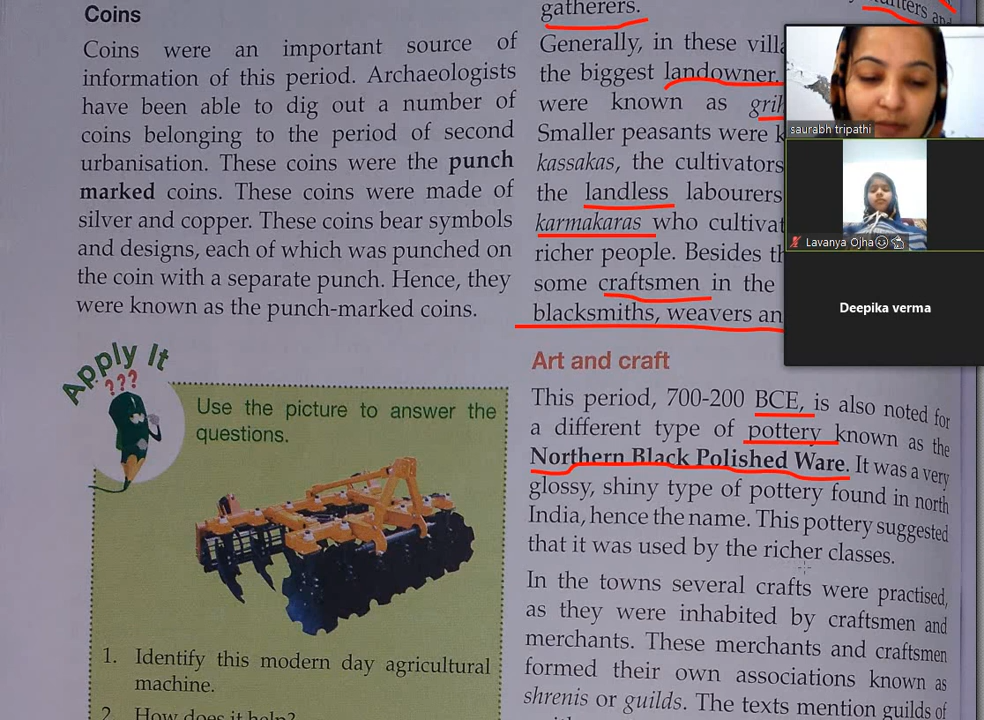 Coins
Coins were an important source of
information of this period. Archaeologists
have been able to dig out a number of
coins belonging to the period of second
urbanisation. These coins were the punch
marked coins. These coins were made of
silver and copper. These coins bear symbols
and designs, each of which was punched on
the coin with a separate punch. Hence, they
were known as the punch-marked coins.
Apply It
???
Use the picture to answer the
questions.
1. Identify this modern day agricultural
machine.
2. How does it help?
gatherers.
Generally, in these
the biggest landowner.
were known as
Smaller peasants were
kassakas, the cultivators
the landless labourers
karmakaras who
richer people. Besides
some craftsmen in the
blacksmiths, weavers
Art and craft
This period, 700-200 BCE, is also noted for
a different type of pottery known as the
Northern Black Polished Ware. It was a very
glossy, shiny type of pottery found in north
India, hence the name. This pottery suggested
that it was used by the richer classes.
In the towns several crafts were practised,
as they were inhabited by craftsmen and
merchants. These merchants and craftsmen
formed their own associations known as
shrenis or guilds. The texts mention guilds of
saurabh tripathi
Lavanya Ojha
Deepika verma